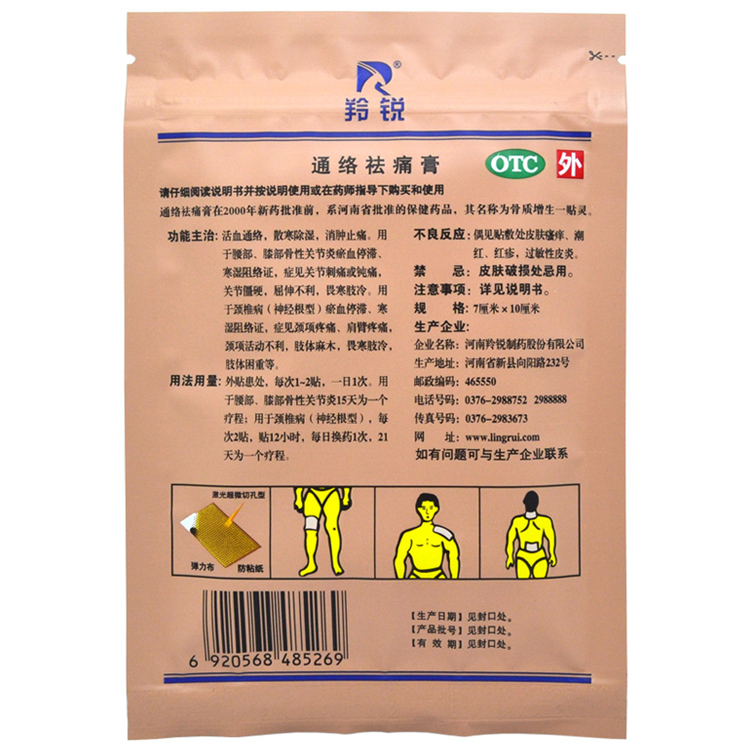 R®
羚锐
通络祛痛膏
OTC
外
请仔细阅读说明书并按说明使用或在药师指导下购买和使用
通络祛痛膏在2000年新药批准前，系河南省批准的保健药品，其名称为骨质增生一贴灵。
功能主治：活血通络，散寒除湿，消肿止痛。用
于腰部、膝部骨性关节炎瘀血停滞、
寒湿阻络证，症见关节刺痛或钝痛，
关节僵硬，屈伸不利，畏寒肢冷。用
于颈椎病（神经根型）瘀血停滞、寒
湿阻络证，症见颈项疼痛、肩臂疼痛，
颈项活动不利，肢体麻木，畏寒肢冷，
肢体困重等。
用法用量：外贴患处，每次1~2贴，一日1次。用
于腰部、膝部骨性关节炎15天为一个
疗程；用于颈椎病（神经根型），每
次2贴，贴12小时，每日换药1次，21
天为一个疗程。
不良反应：偶见贴敷处皮肤瘙痒、潮
红、红疹，过敏性皮炎。
禁 忌：皮肤破损处忌用。
注意事项：详见说明书。
规 格：7厘米×10厘米
生产企业：
企业名称：河南羚锐制药股份有限公司
生产地址：河南省新县向阳路232号
邮政编码：465550
电话号码：0376-2988752 2988888
传真号码：0376-2983673
网 址：www.lingrui.com
如有问题可与生产企业联系
激光超微切孔型
弹力布 防粘纸
6 920568 485269
【生产日期】见封口处。
【产品批号】见封口处。
【有 效 期】见封口处。